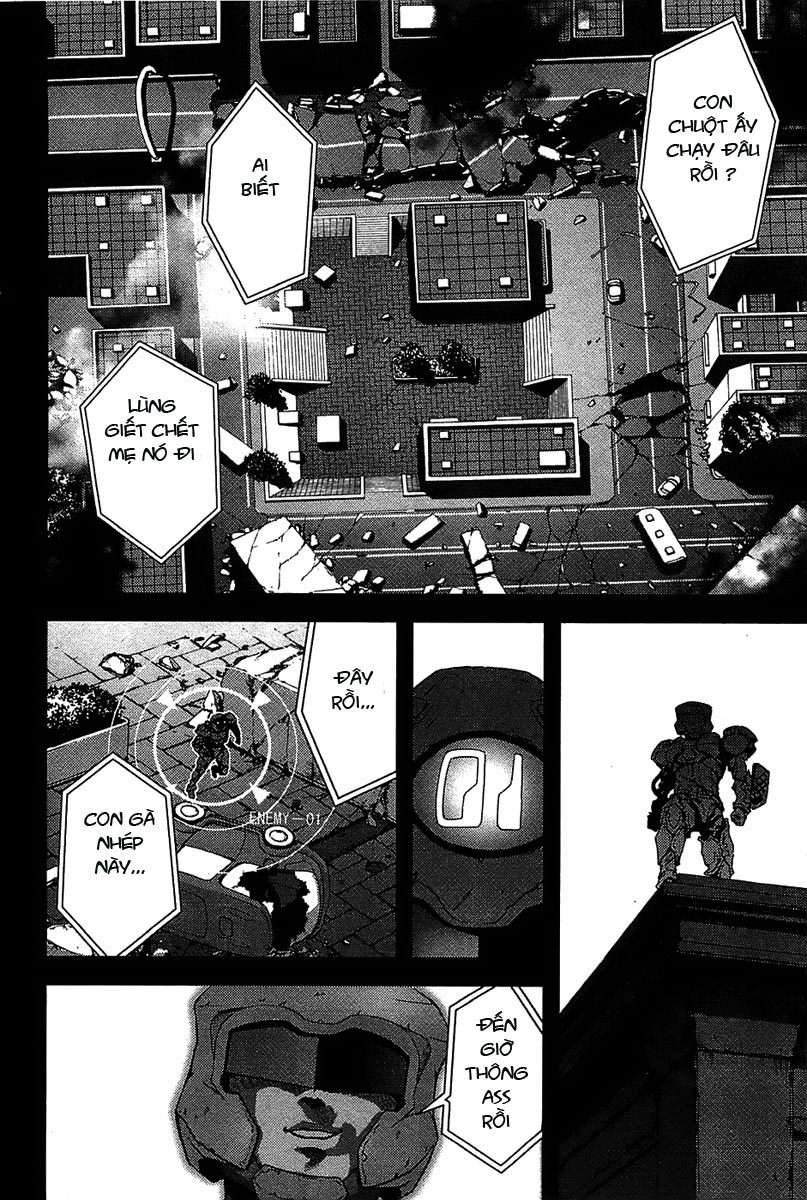 CON
CHUỘT ẤY
CHẠY ĐÂU
RỒI ?
AI
BIẾT
LÙNG
GIẾT CHẾT
MẸ NÓ ĐI
ĐÂY
RỒI...
ENEMY-01
CON GÀ
NHÉP
NÀY...
01
ĐẾN
GIỜ
THÔNG
ASS
RỒI